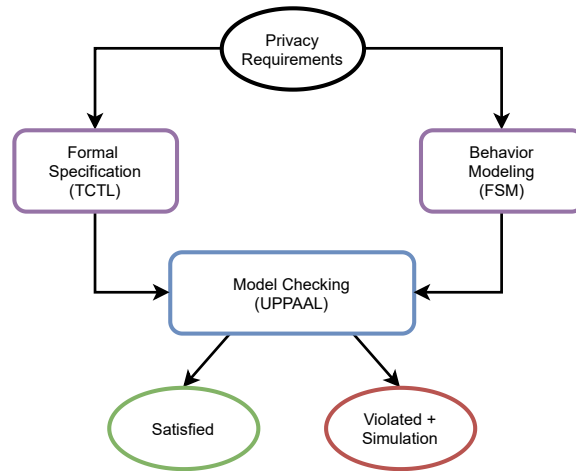 Privacy
Requirements
Formal
Specification
(TCTL)
Behavior
Modeling
(FSM)
Model Checking
(UPPAAL)
Satisfied
Violated +
Simulation